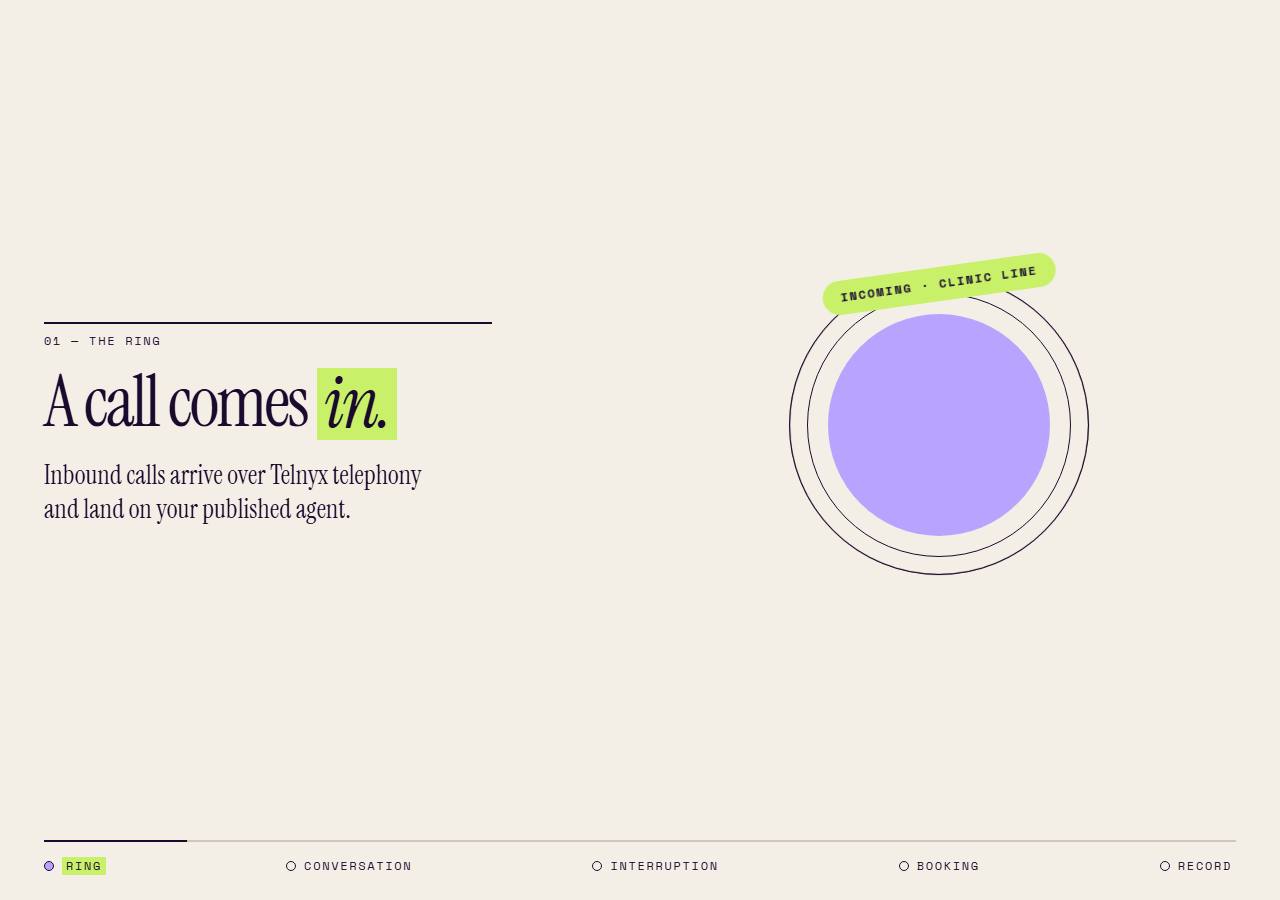 INCOMING · CLINIC LINE
01 — THE RING
A call comes in.
Inbound calls arrive over Telnyx telephony
and land on your published agent.
RING
CONVERSATION
INTERRUPTION
BOOKING
RECORD